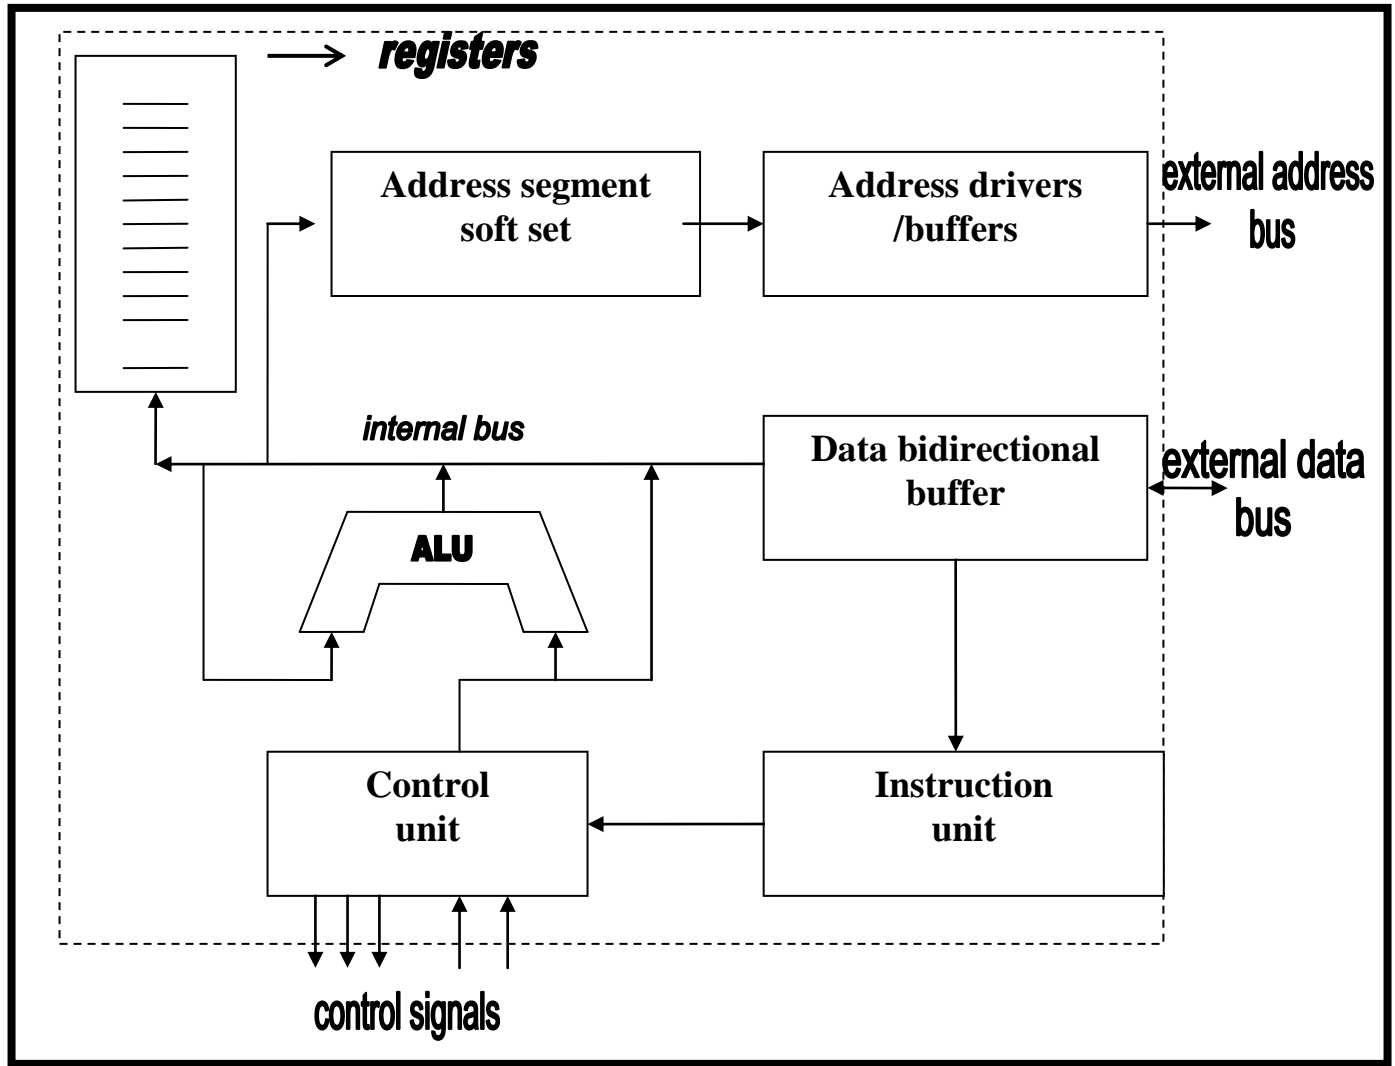 registers
Address segment
soft set
Address drivers
/buffers
external address
bus
internal bus
Data bidirectional
buffer
external data
bus
ALU
Control
unit
Instruction
unit
control signals